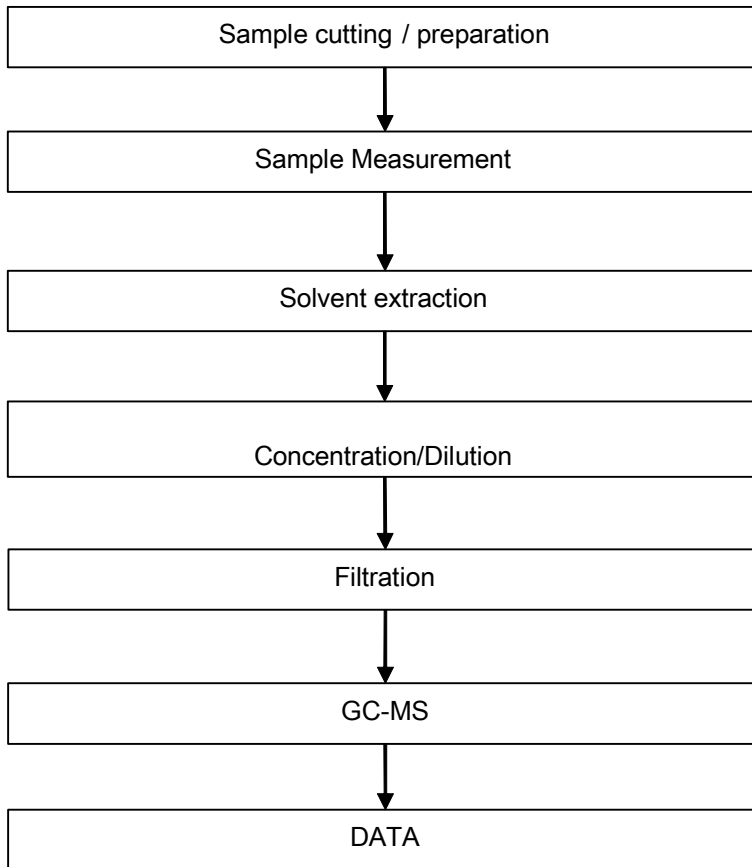 Sample cutting / preparation
Sample Measurement
Solvent extraction
Concentration/Dilution
Filtration
GC-MS
DATA